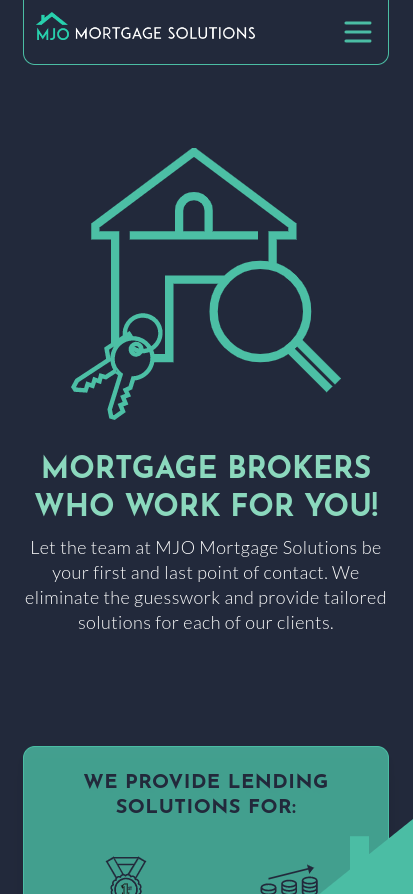 MJO MORTGAGE SOLUTIONS
MORTGAGE BROKERS
WHO WORK FOR YOU!
Let the team at MJO Mortgage Solutions be
your first and last point of contact. We
eliminate the guesswork and provide tailored
solutions for each of our clients.
WE PROVIDE LENDING
SOLUTIONS FOR:
1